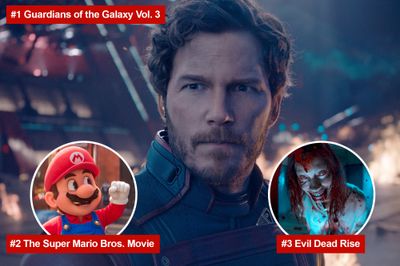 #1 Guardians of the Galaxy Vol. 3
#2 The Super Mario Bros. Movie
#3 Evil Dead Rise